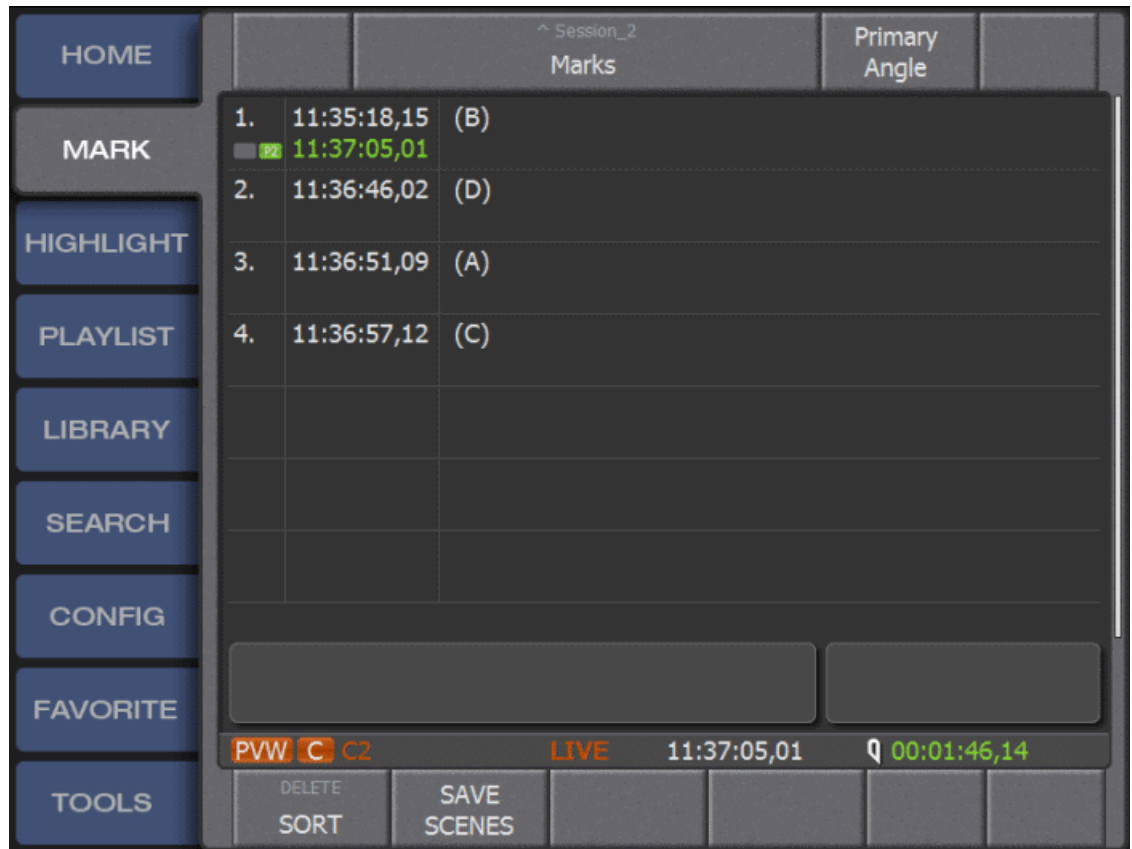 HOME
MARK
HIGHLIGHT
PLAYLIST
LIBRARY
SEARCH
CONFIG
FAVORITE
TOOLS
^ Session_2
Marks
Primary
Angle
1. 11:35:18,15 (B)
P2 11:37:05,01
2. 11:36:46,02 (D)
3. 11:36:51,09 (A)
4. 11:36:57,12 (C)
PVW C C2 LIVE 11:37:05,01 00:01:46,14
DELETE
SORT
SAVE
SCENES